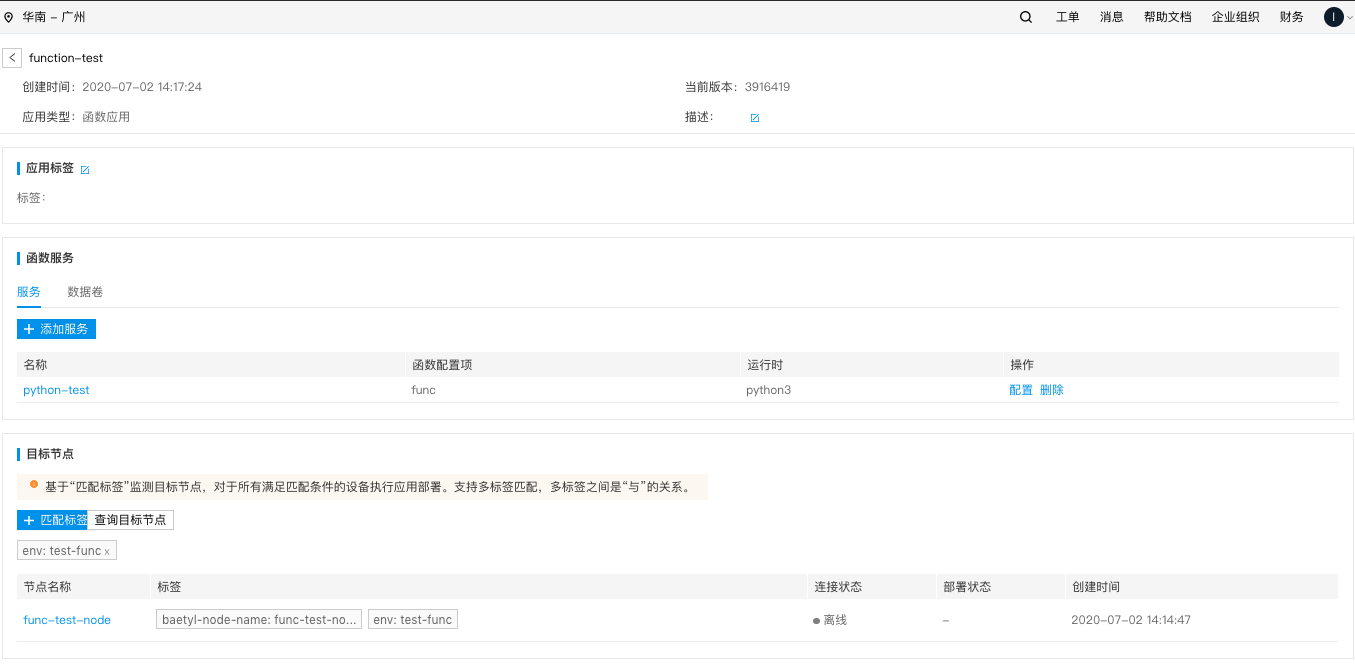 华南 – 广州 工单 消息 帮助文档 企业组织 财务 I
function-test
创建时间: 2020-07-02 14:17:24 当前版本: 3916419
应用类型: 函数应用 描述:
应用标签
标签:
函数服务
服务 数据卷
+ 添加服务
名称 函数配置项 运行时 操作
python-test func python3 配置 删除
目标节点
基于“匹配标签”监测目标节点，对于所有满足匹配条件的设备执行应用部署。支持多标签匹配，多标签之间是“与”的关系。
+ 匹配标签 查询目标节点
env: test-func x
节点名称 标签 连接状态 部署状态 创建时间
func-test-node baetyl-node-name: func-test-no... env: test-func 离线 – 2020-07-02 14:14:47